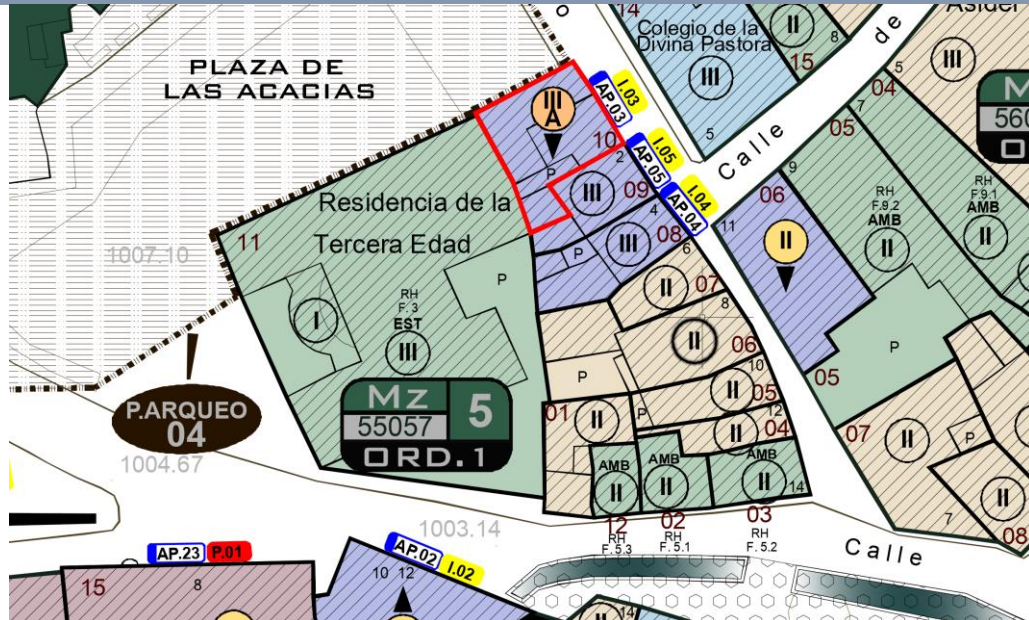 14
Colegio de la
Divina Pastora
III
5
II
8
15
de
III
5
04
PLAZA DE
LAS ACACIAS
III
A
10
P
AP.03
I.03
2
AP.05
I.05
AP.04
I.04
III
09
4
III
08
P
6
Calle
7
05
9
06
11
II
RH
F.9.2
AMB
II
RH
F.9.1
AMB
II
P
05
07
II
P
II
7
08
11
Residencia de la
Tercera Edad
P
1007.10
I
RH
F. 3
EST
III
Mz
55057
5
ORD.1
P.ARQUEO
04
1004.67
1003.14
II
07
8
II
06
10
II
05
12
II
04
P
P
01
II
AMB
II
12
RH
F. 5.3
AMB
II
02
RH
F. 5.1
AMB
II
14
03
RH
F. 5.2
Calle
AP.23
P.01
15
8
AP.02
I.02
10 12
II
14